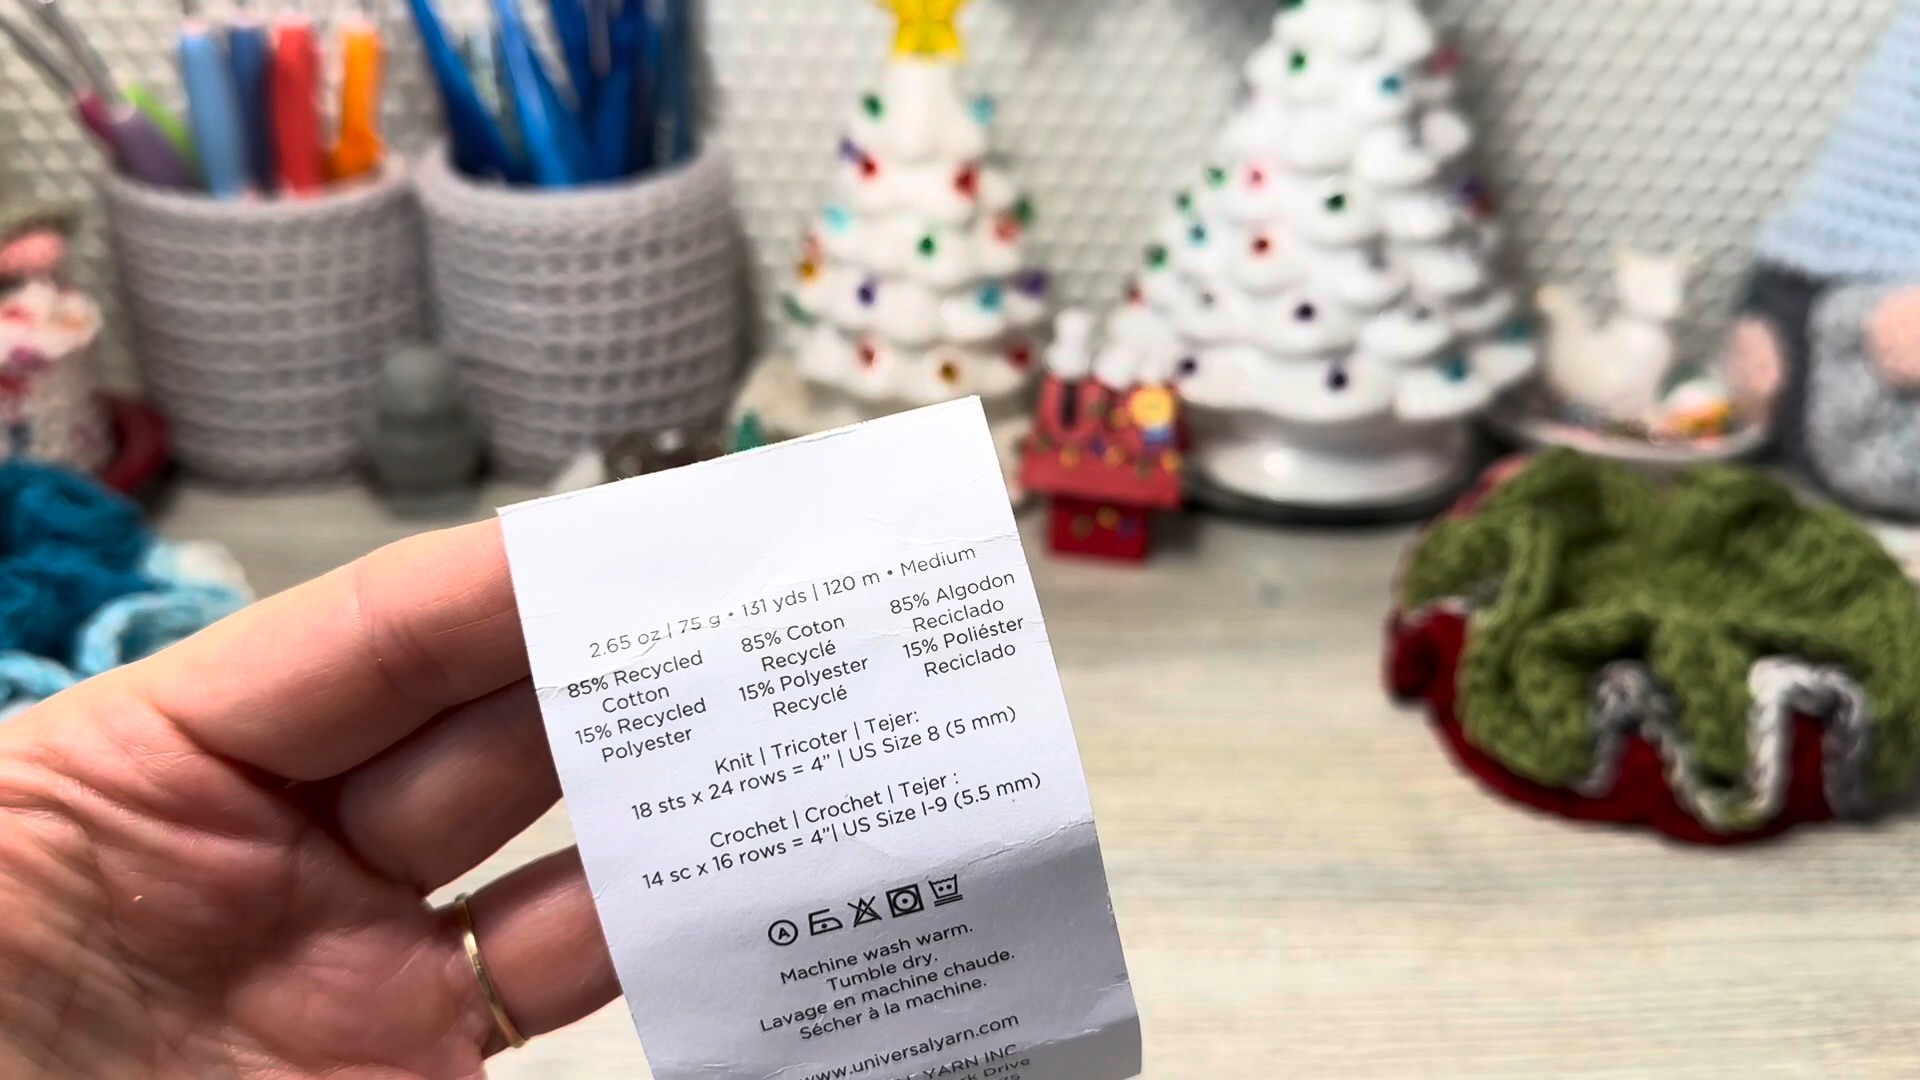 2.65 oz | 75 g • 131 yds | 120 m • Medium
85% Recycled
Cotton
15% Recycled
Polyester
85% Coton
Recyclé
15% Polyester
Recyclé
85% Algodon
Reciclado
15% Poliéster
Reciclado
Knit | Tricoter | Tejer:
18 sts x 24 rows = 4" | US Size 8 (5 mm)
Crochet | Crochet | Tejer :
14 sc x 16 rows = 4"| US Size I-9 (5.5 mm)
A
Machine wash warm.
Tumble dry.
Lavage en machine chaude.
Sécher à la machine.
www.universalyarn.com
YARN INC
Drive